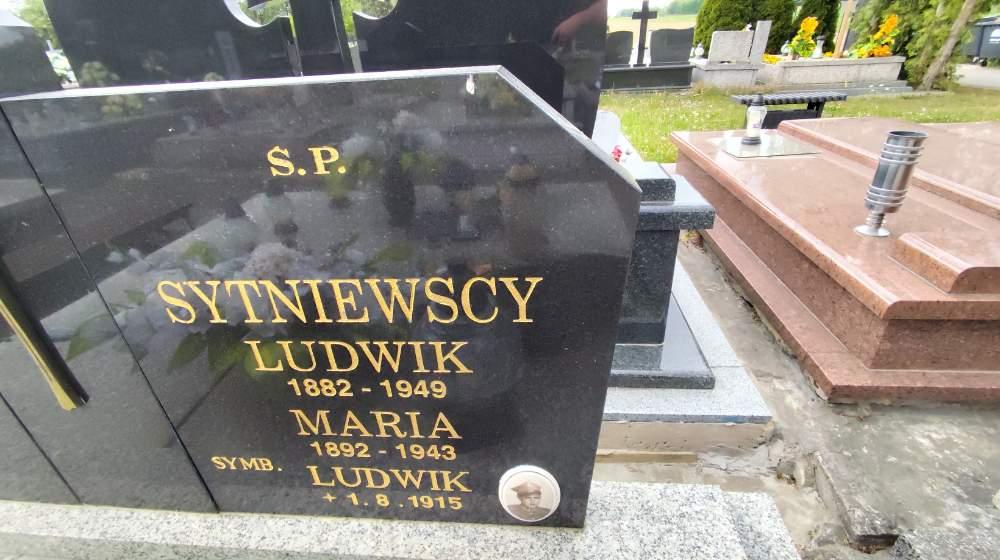 S.P.
SYTNIEWSCY
LUDWIK
1882 - 1949
MARIA
1892 - 1943
SYMB. LUDWIK
+ 1.8.1915